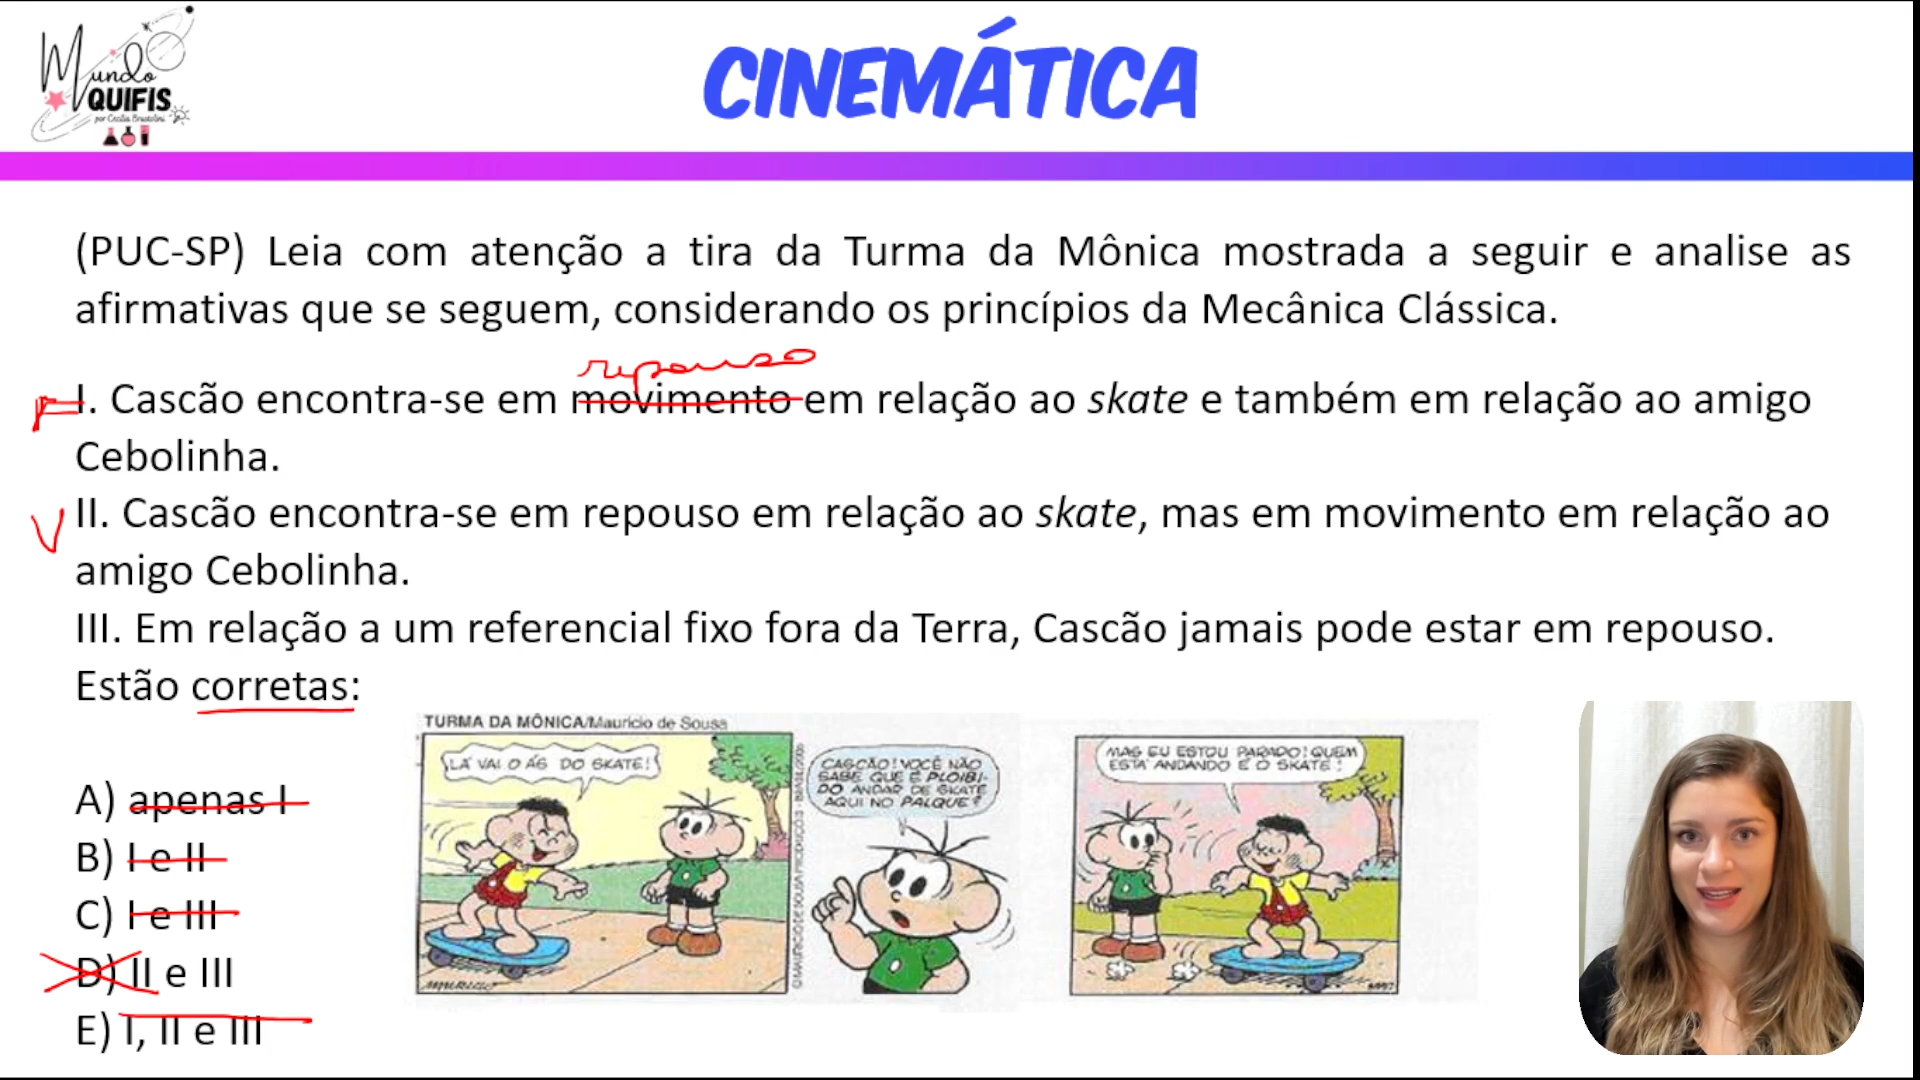 Mundo
QUIFIS
por Cecília Brustolini
CINEMÁTICA
(PUC-SP) Leia com atenção a tira da Turma da Mônica mostrada a seguir e analise as
afirmativas que se seguem, considerando os princípios da Mecânica Clássica.
repouso
F I. Cascão encontra-se em movimento em relação ao skate e também em relação ao amigo
Cebolinha.
V II. Cascão encontra-se em repouso em relação ao skate, mas em movimento em relação ao
amigo Cebolinha.
III. Em relação a um referencial fixo fora da Terra, Cascão jamais pode estar em repouso.
Estão corretas:
A) apenas I
B) I e II
C) I e III
D) II e III
E) I, II e III
TURMA DA MÔNICA/Maurício de Sousa
LÁ VAI O ÁS DO SKATE!
CASCÃO! VOCÊ NÃO
SABE QUE É PLOIBI-
DO ANDAR DE SKATE
AQUI NO PALQUE?
MAS EU ESTOU PARADO! QUEM
ESTÁ ANDANDO É O SKATE!